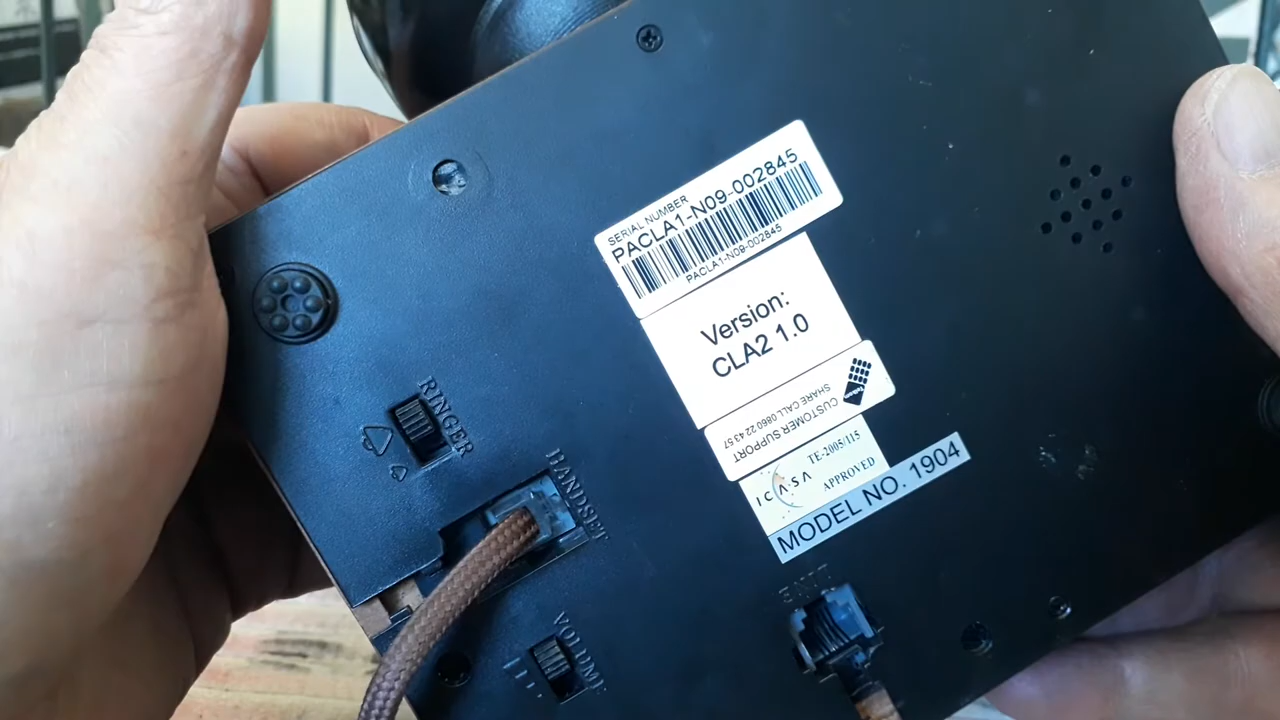 SERIAL NUMBER
PACLA1-N09-002845
PACLA1-N09-002845
Version:
CLA2 1.0
CUSTOMER SUPPORT
SHARE CALL 0860 22 43 57
ICASA TE-2005/115
APPROVED
MODEL NO. 1904
RINGER
HANDSET
VOLUME
LINE